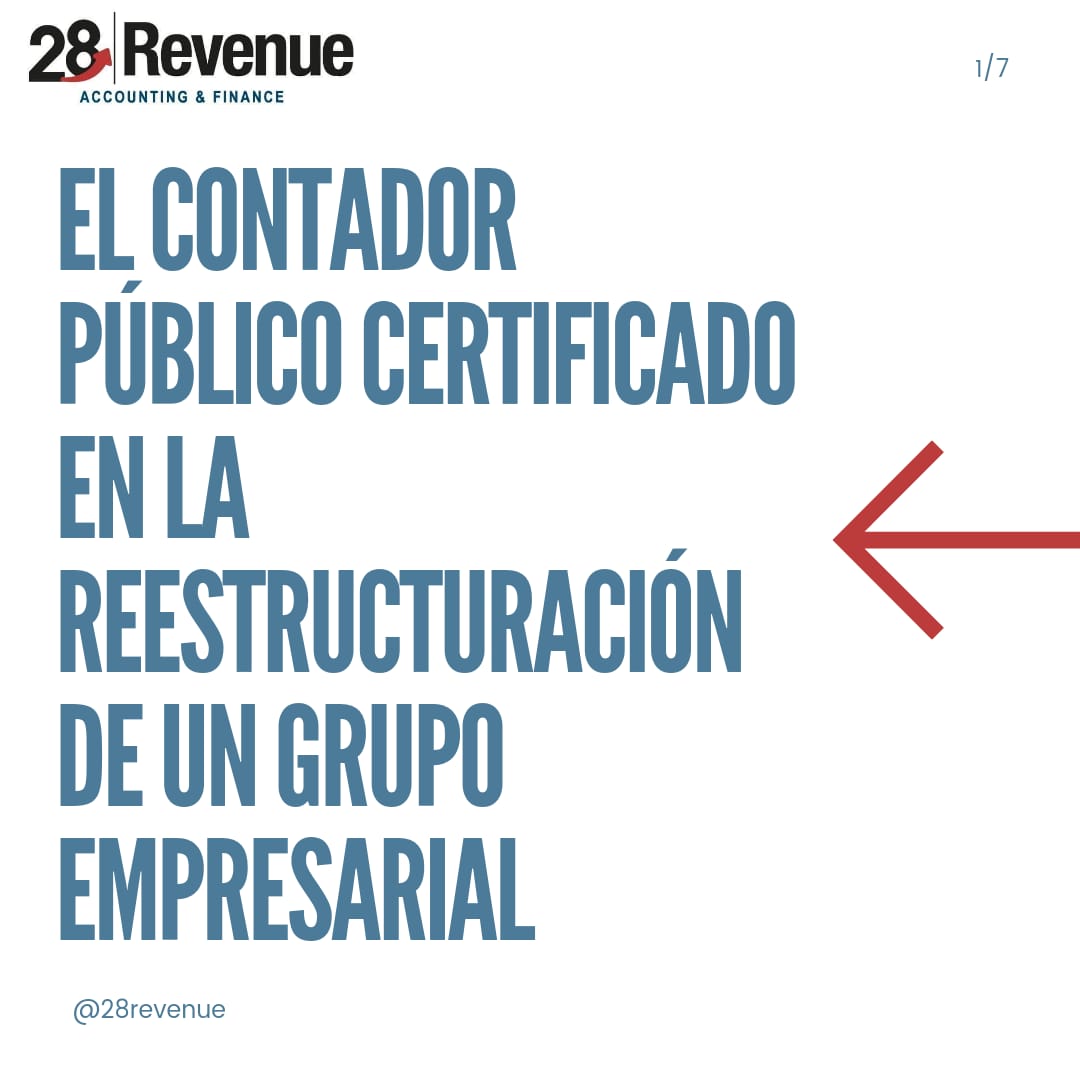 28 Revenue
ACCOUNTING & FINANCE
1/7
EL CONTADOR
PÚBLICO CERTIFICADO
EN LA
REESTRUCTURACIÓN
DE UN GRUPO
EMPRESARIAL
@28revenue